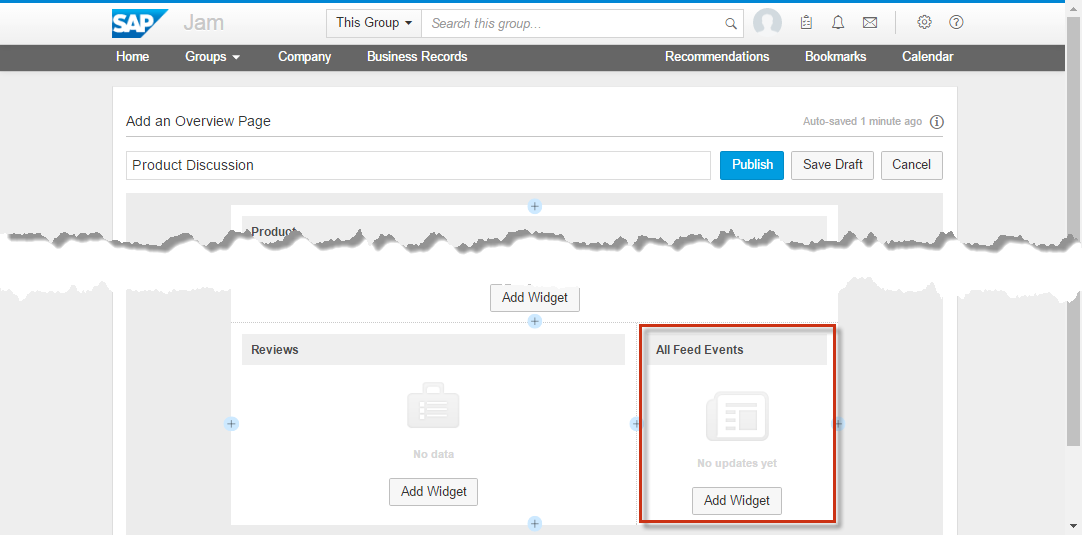 SAP Jam This Group Search this group...
Home Groups Company Business Records Recommendations Bookmarks Calendar
Add an Overview Page Auto-saved 1 minute ago
Product Discussion Publish Save Draft Cancel
Product
Add Widget
Reviews All Feed Events
No data No updates yet
Add Widget Add Widget